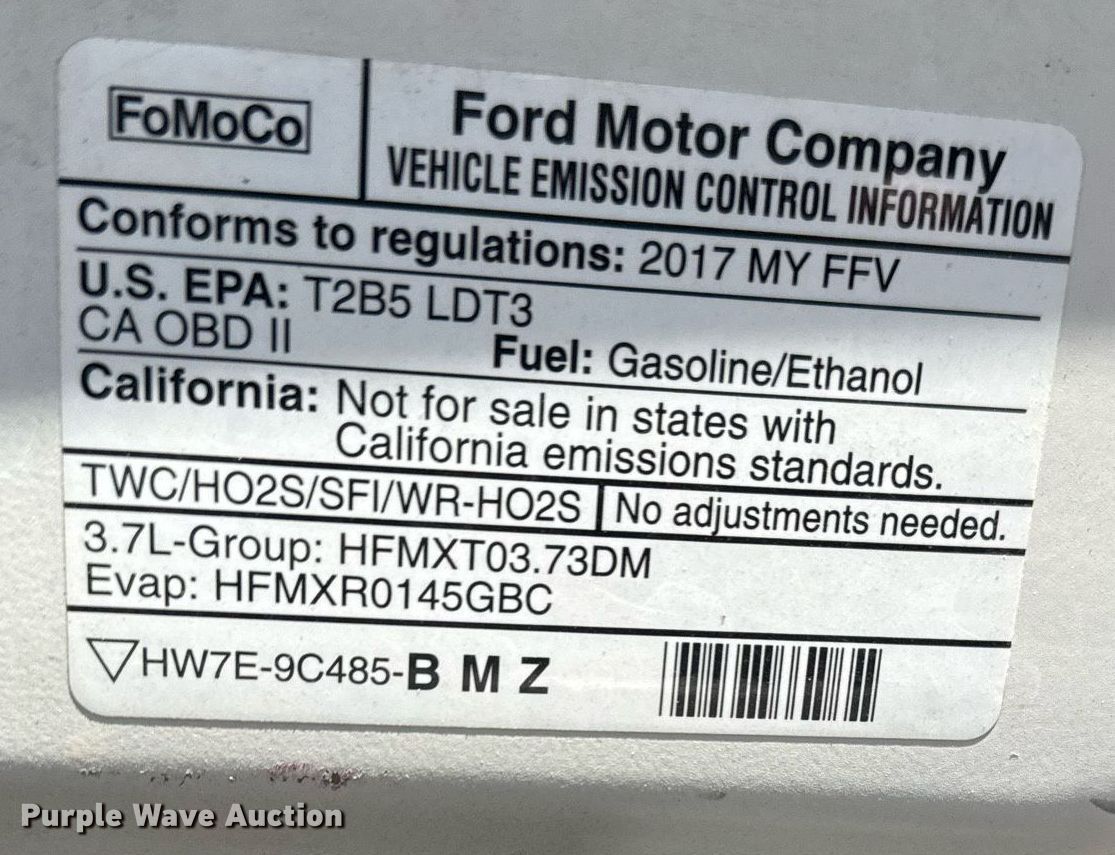 FoMoCo
Ford Motor Company
VEHICLE EMISSION CONTROL INFORMATION
Conforms to regulations: 2017 MY FFV
U.S. EPA: T2B5 LDT3
CA OBD II
Fuel: Gasoline/Ethanol
California: Not for sale in states with
California emissions standards.
TWC/HO2S/SFI/WR-HO2S
No adjustments needed.
3.7L-Group: HFMXT03.73DM
Evap: HFMXR0145GBC
HW7E-9C485-B M Z
Purple Wave Auction